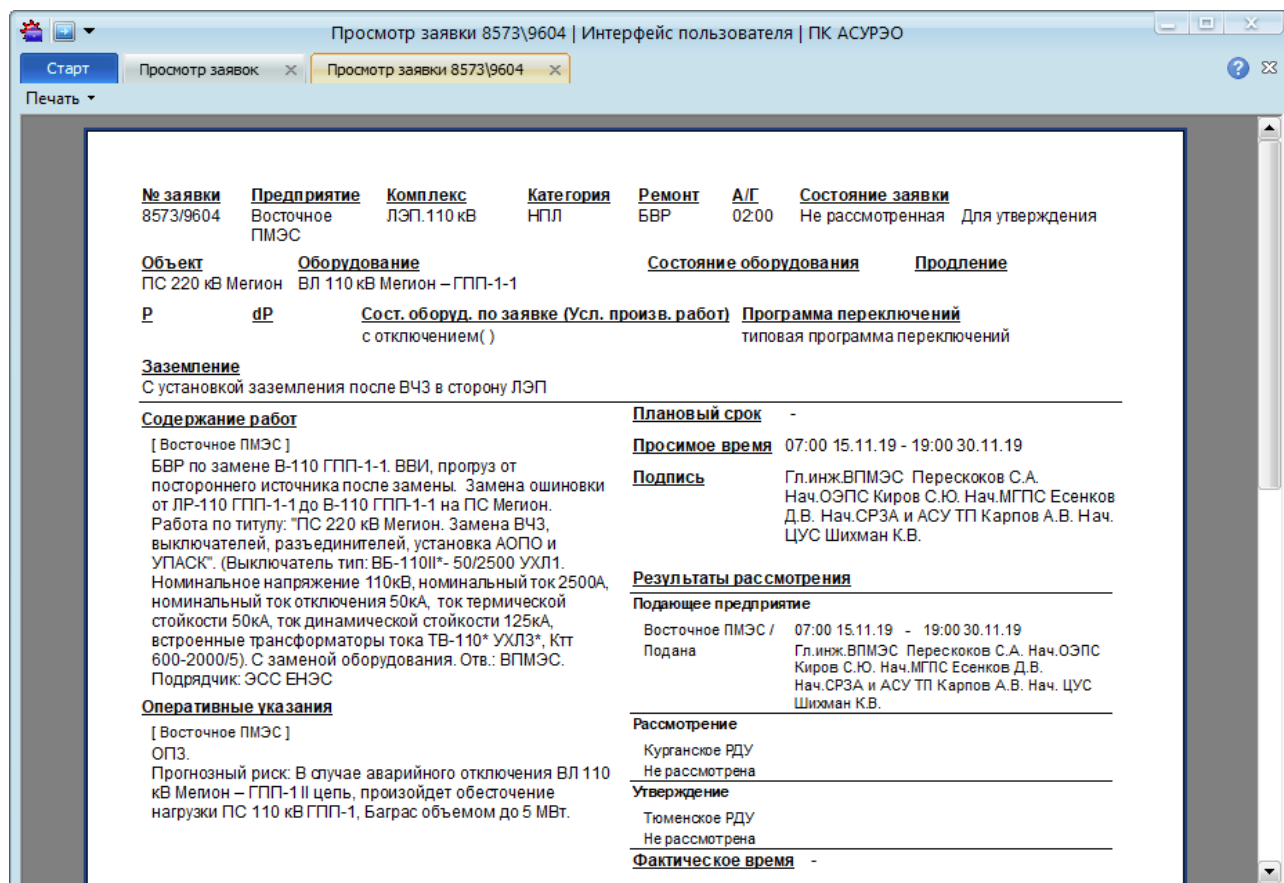 Просмотр заявки 8573\9604 | Интерфейс пользователя | ПК АСУРЭО
Старт
Просмотр заявок
Просмотр заявки 8573\9604
Печать
№ заявки Предприятие Комплекс Категория Ремонт А/Г Состояние заявки
8573/9604 Восточное ПМЭС ЛЭП.110 кВ НПЛ БВР 02:00 Не рассмотренная Для утверждения
Объект Оборудование Состояние оборудования Продление
ПС 220 кВ Мегион ВЛ 110 кВ Мегион – ГПП-1-1
P dP Сост. оборуд. по заявке (Усл. произв. работ) Программа переключений
с отключением( ) типовая программа переключений
Заземление
С установкой заземления после ВЧЗ в сторону ЛЭП
Содержание работ
[ Восточное ПМЭС ]
БВР по замене В-110 ГПП-1-1. ВВИ, прогруз от
постороннего источника после замены. Замена ошиновки
от ЛР-110 ГПП-1-1 до В-110 ГПП-1-1 на ПС Мегион.
Работа по титулу: "ПС 220 кВ Мегион. Замена ВЧЗ,
выключателей, разъединителей, установка АОПО и
УПАСК". (Выключатель тип: ВБ-110II*- 50/2500 УХЛ1.
Номинальное напряжение 110кВ, номинальный ток 2500А,
номинальный ток отключения 50кА, ток термической
стойкости 50кА, ток динамической стойкости 125кА,
встроенные трансформаторы тока ТВ-110* УХЛ3*, Ктт
600-2000/5). С заменой оборудования. Отв.: ВПМЭС.
Подрядчик: ЭСС ЕНЭС
Оперативные указания
[ Восточное ПМЭС ]
ОПЗ.
Прогнозный риск: В случае аварийного отключения ВЛ 110
кВ Мегион – ГПП-1 II цепь, произойдет обесточение
нагрузки ПС 110 кВ ГПП-1, Баграс объемом до 5 МВт.
Плановый срок -
Просимое время 07:00 15.11.19 - 19:00 30.11.19
Подпись Гл.инж.ВПМЭС Перескоков С.А.
Нач.ОЭПС Киров С.Ю. Нач.МГПС Есенков
Д.В. Нач.СРЗА и АСУ ТП Карпов А.В. Нач.
ЦУС Шихман К.В.
Результаты рассмотрения
Подающее предприятие
Восточное ПМЭС / 07:00 15.11.19 - 19:00 30.11.19
Подана Гл.инж.ВПМЭС Перескоков С.А. Нач.ОЭПС
Киров С.Ю. Нач.МГПС Есенков Д.В.
Нач.СРЗА и АСУ ТП Карпов А.В. Нач. ЦУС
Шихман К.В.
Рассмотрение
Курганское РДУ
Не рассмотрена
Утверждение
Тюменское РДУ
Не рассмотрена
Фактическое время -